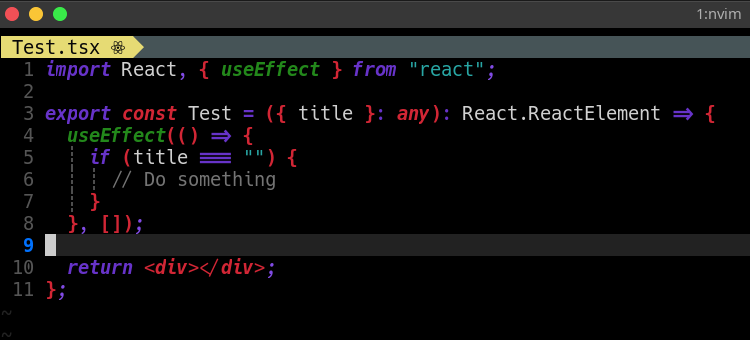 1:nvim
Test.tsx
1 import React, { useEffect } from "react";
2
3 export const Test = ({ title }: any): React.ReactElement => {
4   useEffect(() => {
5     if (title === "") {
6       // Do something
7     }
8   }, []);
9
10   return <div></div>;
11 };
~
~